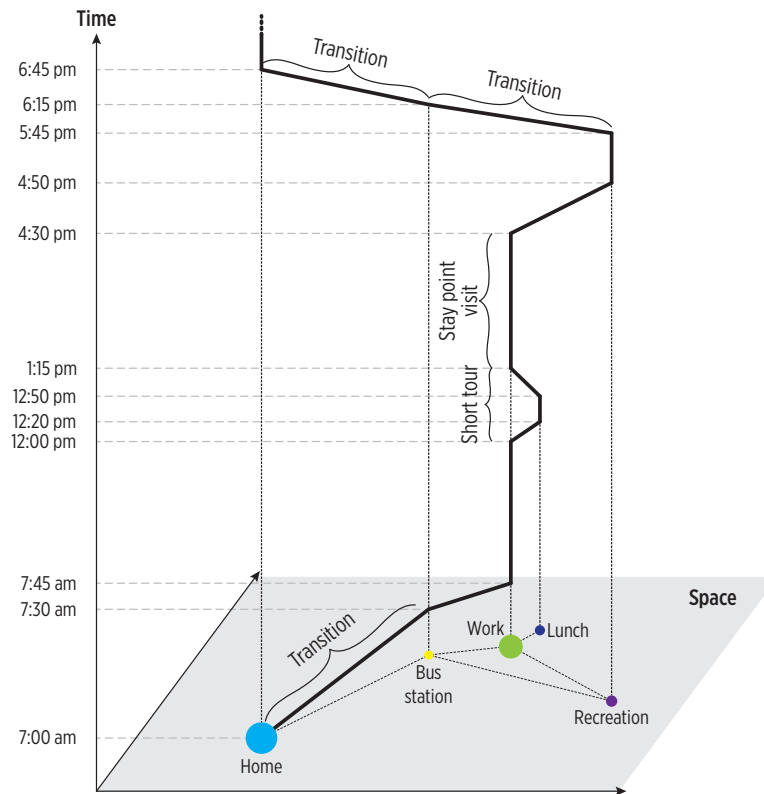 Time
Transition
Transition
6:45 pm
6:15 pm
5:45 pm
4:50 pm
4:30 pm
Stay point
visit
1:15 pm
12:50 pm
Short tour
12:20 pm
12:00 pm
7:45 am
Space
7:30 am
Work
Lunch
Transition
Bus
station
Recreation
7:00 am
Home